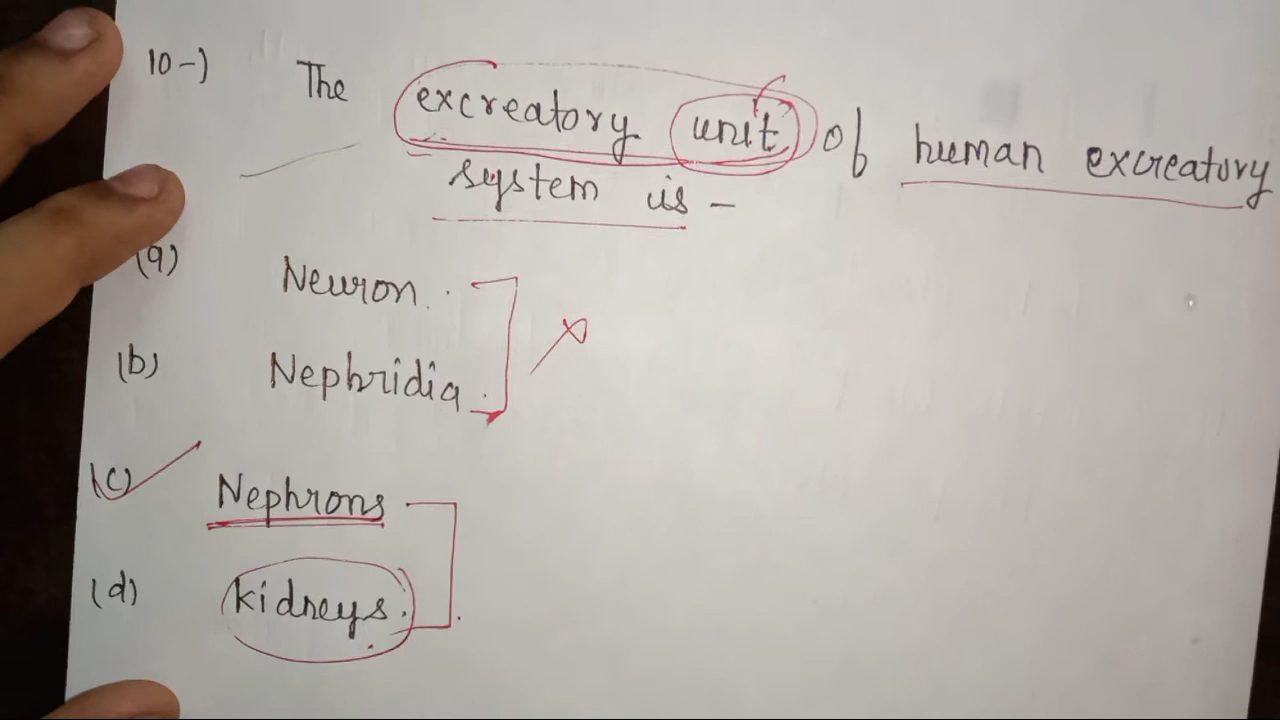 10-) The excreatory unit of human excreatory
system is -
(a) Neuron.
(b) Nephridia.
(c) Nephrons
(d) kidneys.